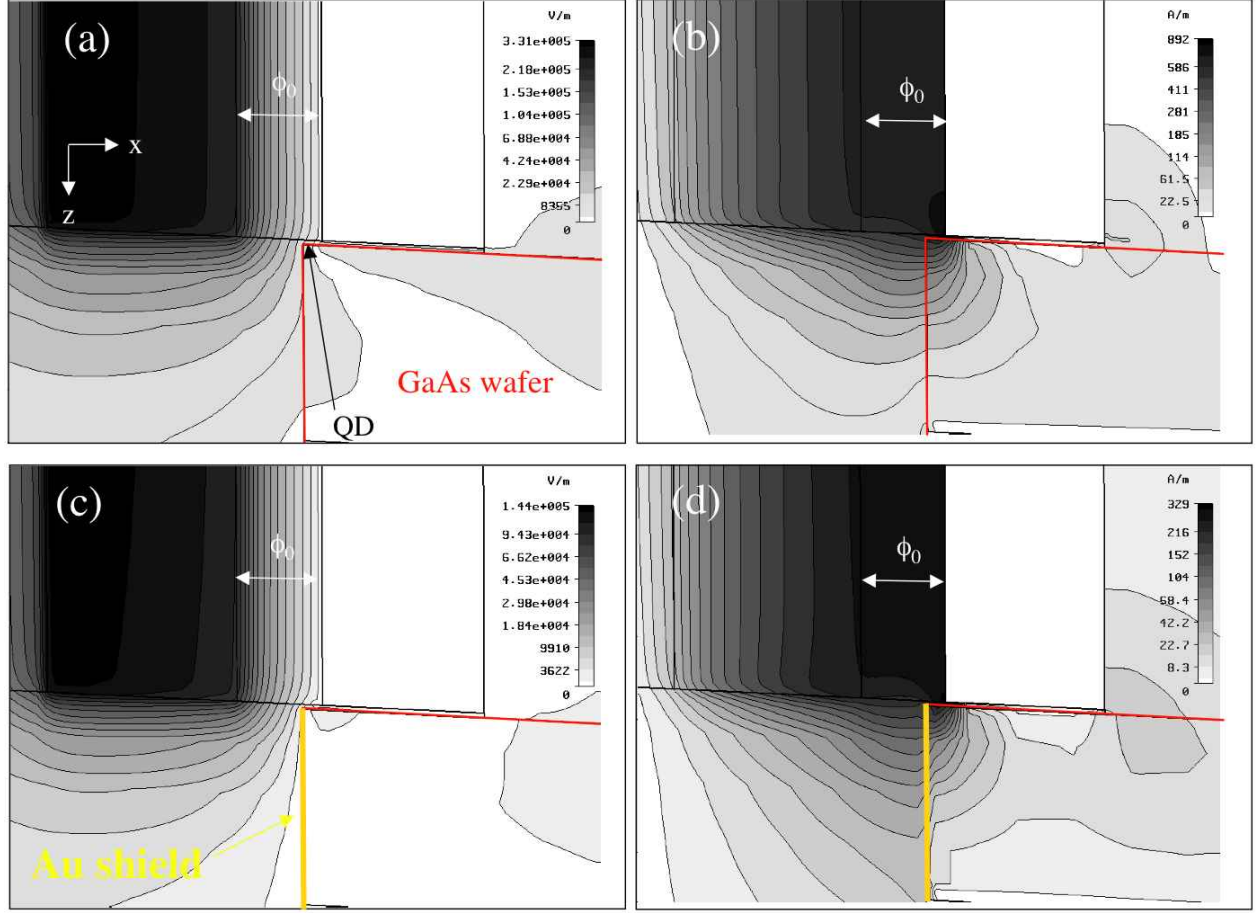 (a)
V/m
3.31e+005
2.18e+005
1.53e+005
1.04e+005
6.88e+004
4.24e+004
2.29e+004
8355
0
ϕ0
x
z
GaAs wafer
QD
(b)
A/m
892
586
411
281
185
114
61.5
22.5
0
ϕ0
(c)
V/m
1.44e+005
9.43e+004
6.62e+004
4.53e+004
2.98e+004
1.84e+004
9910
3622
0
ϕ0
Au shield
(d)
A/m
329
216
152
104
68.4
42.2
22.7
8.3
0
ϕ0